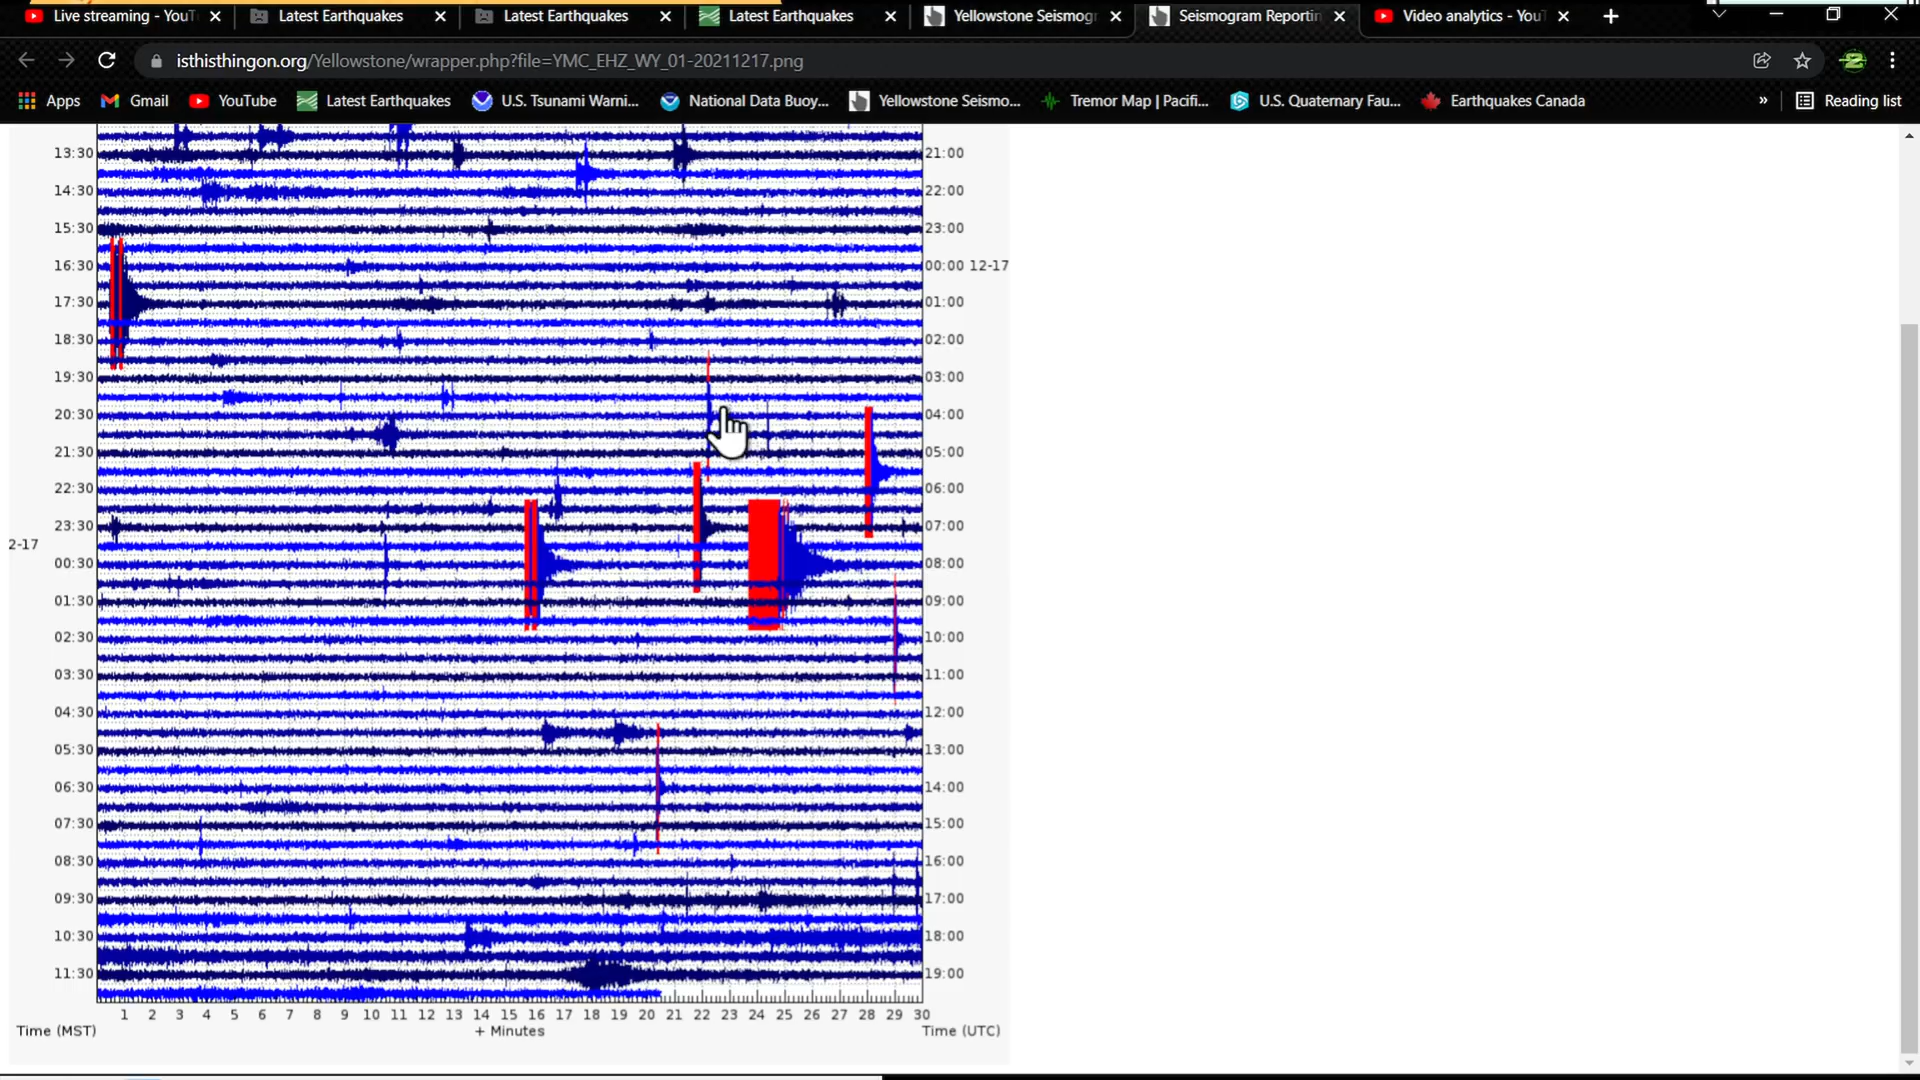 Live streaming - YouT
Latest Earthquakes
Latest Earthquakes
Latest Earthquakes
Yellowstone Seismog
Seismogram Reportin
Video analytics - You
isthisthingon.org/Yellowstone/wrapper.php?file=YMC_EHZ_WY_01-20211217.png
Apps
Gmail
YouTube
Latest Earthquakes
U.S. Tsunami Warni...
National Data Buoy...
Yellowstone Seismo...
Tremor Map | Pacifi...
U.S. Quaternary Fau...
Earthquakes Canada
»
Reading list
13:30 21:00
14:30 22:00
15:30 23:00
16:30 00:00 12-17
17:30 01:00
18:30 02:00
19:30 03:00
20:30 04:00
21:30 05:00
22:30 06:00
23:30 07:00
2-17
00:30 08:00
01:30 09:00
02:30 10:00
03:30 11:00
04:30 12:00
05:30 13:00
06:30 14:00
07:30 15:00
08:30 16:00
09:30 17:00
10:30 18:00
11:30 19:00
1 2 3 4 5 6 7 8 9 10 11 12 13 14 15 16 17 18 19 20 21 22 23 24 25 26 27 28 29 30
Time (MST) + Minutes Time (UTC)